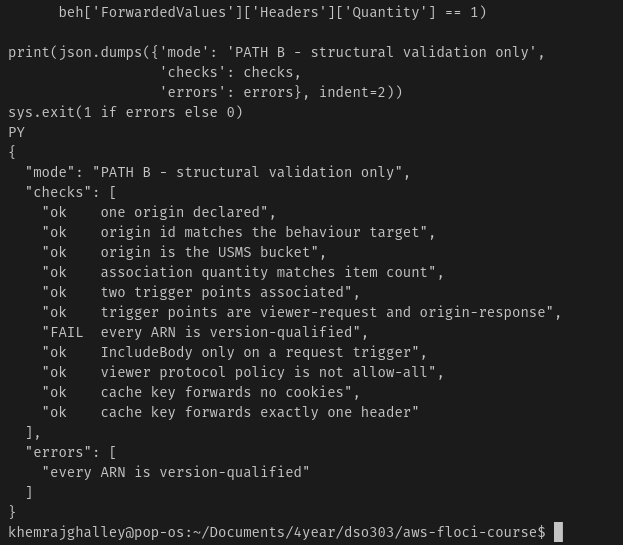 beh['ForwardedValues']['Headers']['Quantity'] == 1)
print(json.dumps({'mode': 'PATH B - structural validation only',
'checks': checks,
'errors': errors}, indent=2))
sys.exit(1 if errors else 0)
PY
{
"mode": "PATH B - structural validation only",
"checks": [
"ok    one origin declared",
"ok    origin id matches the behaviour target",
"ok    origin is the USMS bucket",
"ok    association quantity matches item count",
"ok    two trigger points associated",
"ok    trigger points are viewer-request and origin-response",
"FAIL  every ARN is version-qualified",
"ok    IncludeBody only on a request trigger",
"ok    viewer protocol policy is not allow-all",
"ok    cache key forwards no cookies",
"ok    cache key forwards exactly one header"
],
"errors": [
"every ARN is version-qualified"
]
}
khemrajghalley@pop-os:~/Documents/4year/dso303/aws-floci-course$